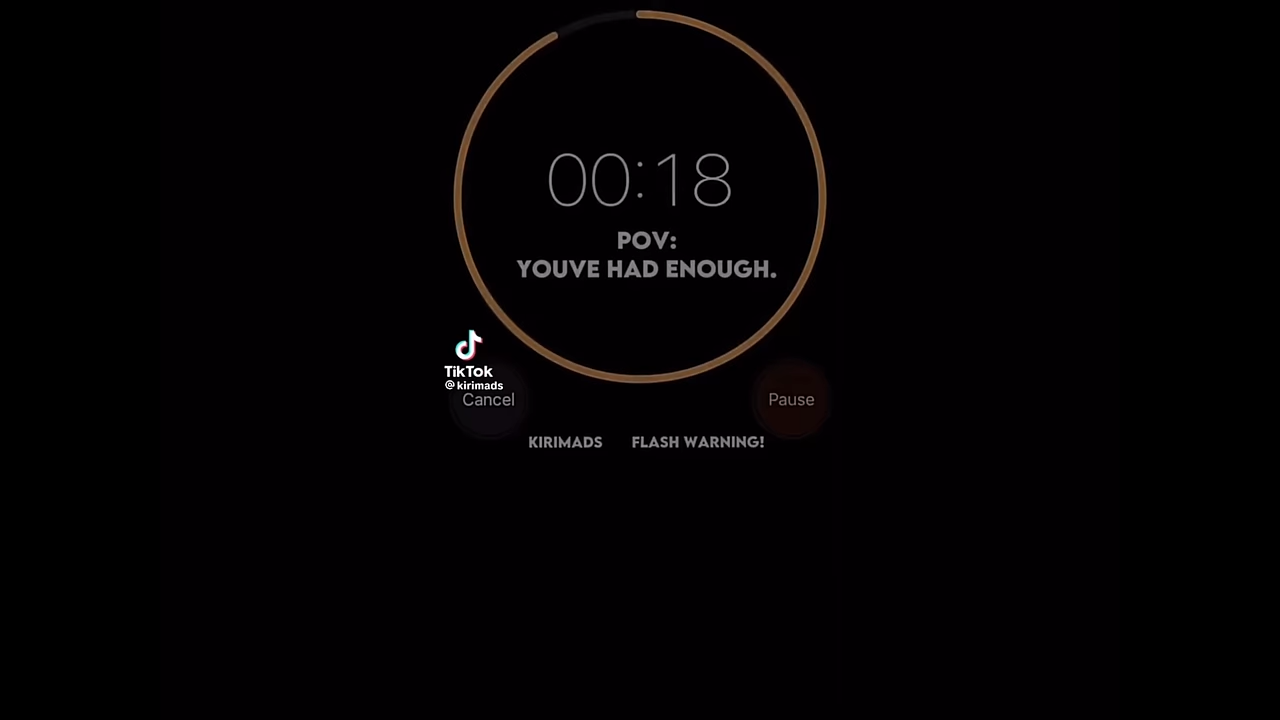 00:18
POV:
YOUVE HAD ENOUGH.
TikTok
@kirimads
Cancel
Pause
KIRIMADS FLASH WARNING!